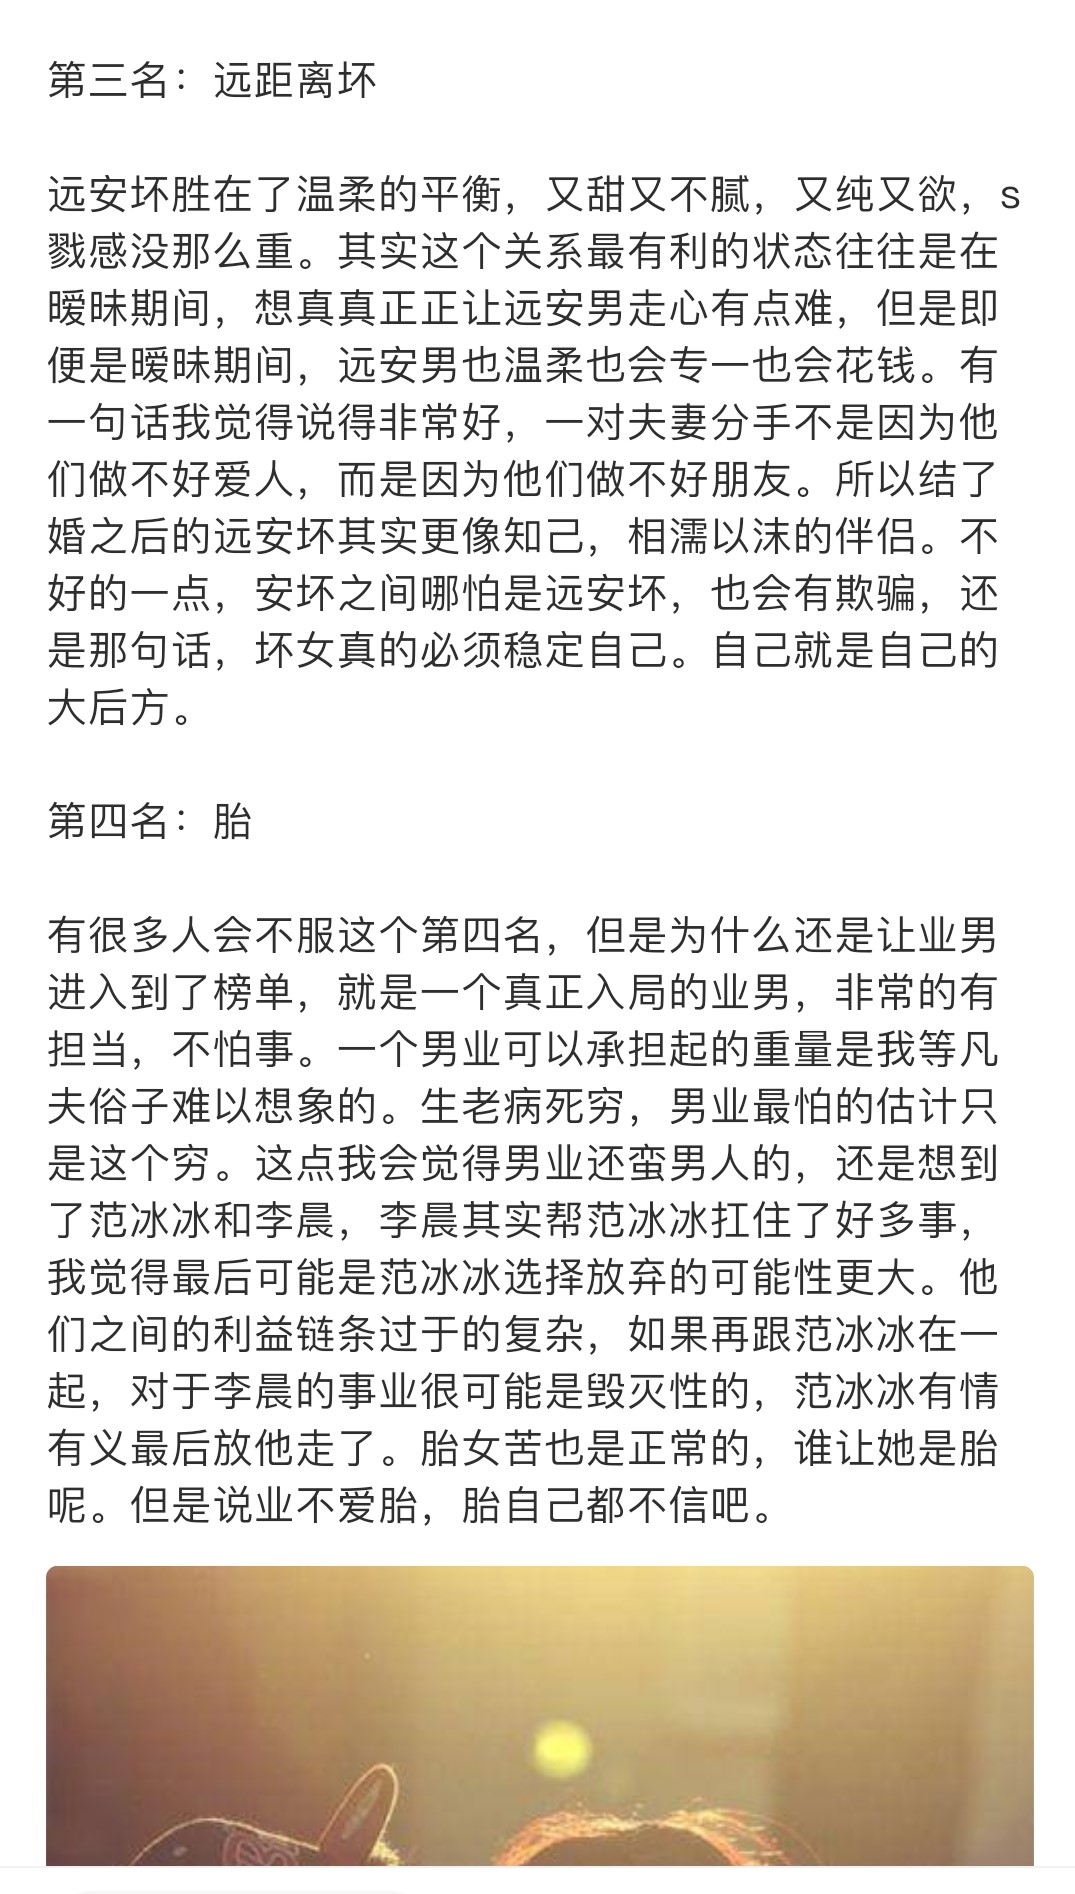 第三名：远距离坏
远安坏胜在了温柔的平衡，又甜又不腻，又纯又欲，s
戮感没那么重。其实这个关系最有利的状态往往是在
暧昧期间，想真真正正让远安男走心有点难，但是即
便是暧昧期间，远安男也温柔也会专一也会花钱。有
一句话我觉得说得非常好，一对夫妻分手不是因为他
们做不好爱人，而是因为他们做不好朋友。所以结了
婚之后的远安坏其实更像知己，相濡以沫的伴侣。不
好的一点，安坏之间哪怕是远安坏，也会有欺骗，还
是那句话，坏女真的必须稳定自己。自己就是自己的
大后方。
第四名：胎
有很多人会不服这个第四名，但是为什么还是让业男
进入到了榜单，就是一个真正入局的业男，非常的有
担当，不怕事。一个男业可以承担起的重量是我等凡
夫俗子难以想象的。生老病死穷，男业最怕的估计只
是这个穷。这点我会觉得男业还蛮男人的，还是想到
了范冰冰和李晨，李晨其实帮范冰冰扛住了好多事，
我觉得最后可能是范冰冰选择放弃的可能性更大。他
们之间的利益链条过于的复杂，如果再跟范冰冰在一
起，对于李晨的事业很可能是毁灭性的，范冰冰有情
有义最后放他走了。胎女苦也是正常的，谁让她是胎
呢。但是说业不爱胎，胎自己都不信吧。